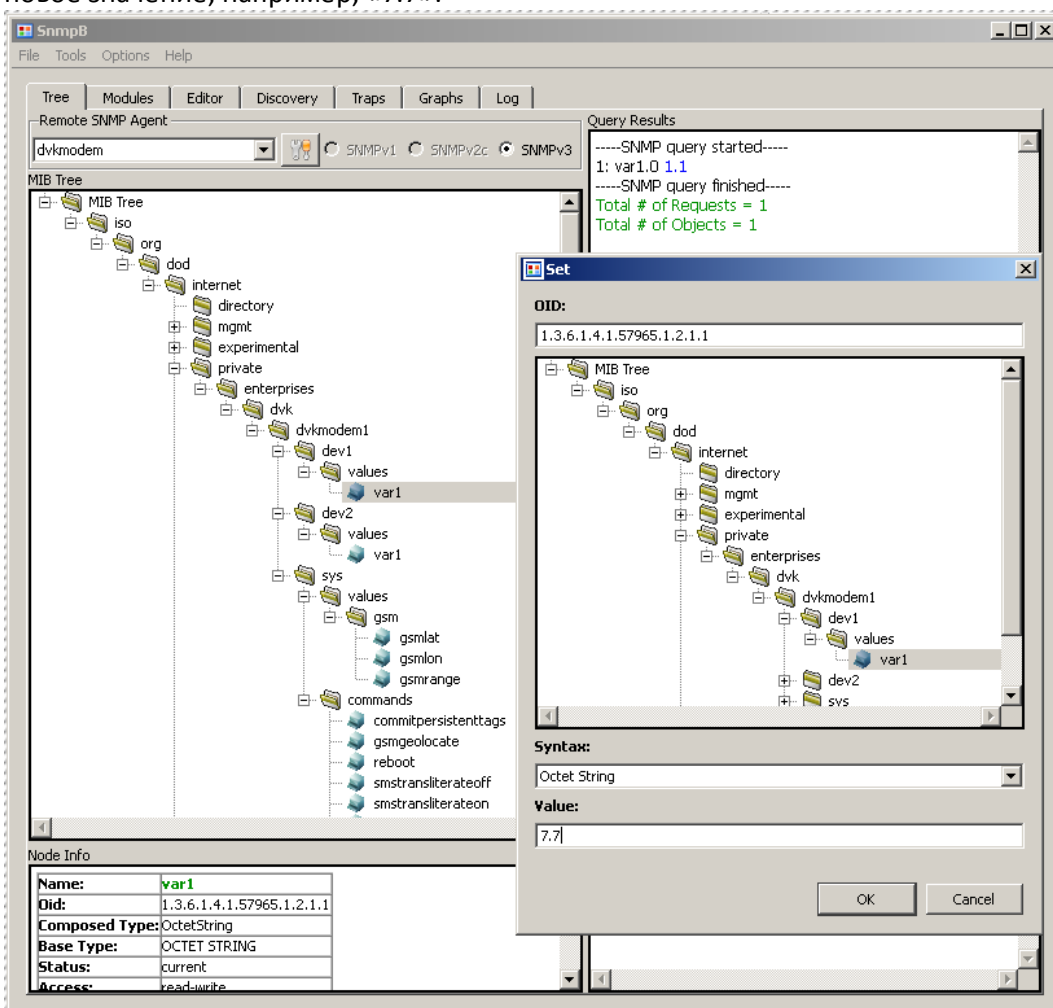 новое значение, например, «7.7».
SnmpB
File Tools Options Help
Tree Modules Editor Discovery Traps Graphs Log
Remote SNMP Agent
dvkmodem SNMPv1 SNMPv2c SNMPv3
MIB Tree
MIB Tree
iso
org
dod
internet
directory
mgmt
experimental
private
enterprises
dvk
dvkmodem1
dev1
values
var1
dev2
values
var1
sys
values
gsm
gsmlat
gsmlon
gsmrange
commands
commitpersistenttags
gsmgeolocate
reboot
smstransliterateoff
smstransliterateon
Node Info
Name: var1
Oid: 1.3.6.1.4.1.57965.1.2.1.1
Composed Type: OctetString
Base Type: OCTET STRING
Status: current
Access: read-write
Query Results
-----SNMP query started-----
1: var1.0 1.1
-----SNMP query finished-----
Total # of Requests = 1
Total # of Objects = 1
Set
OID:
1.3.6.1.4.1.57965.1.2.1.1
MIB Tree
iso
org
dod
internet
directory
mgmt
experimental
private
enterprises
dvk
dvkmodem1
dev1
values
var1
dev2
sys
Syntax:
Octet String
Value:
7.7
OK Cancel